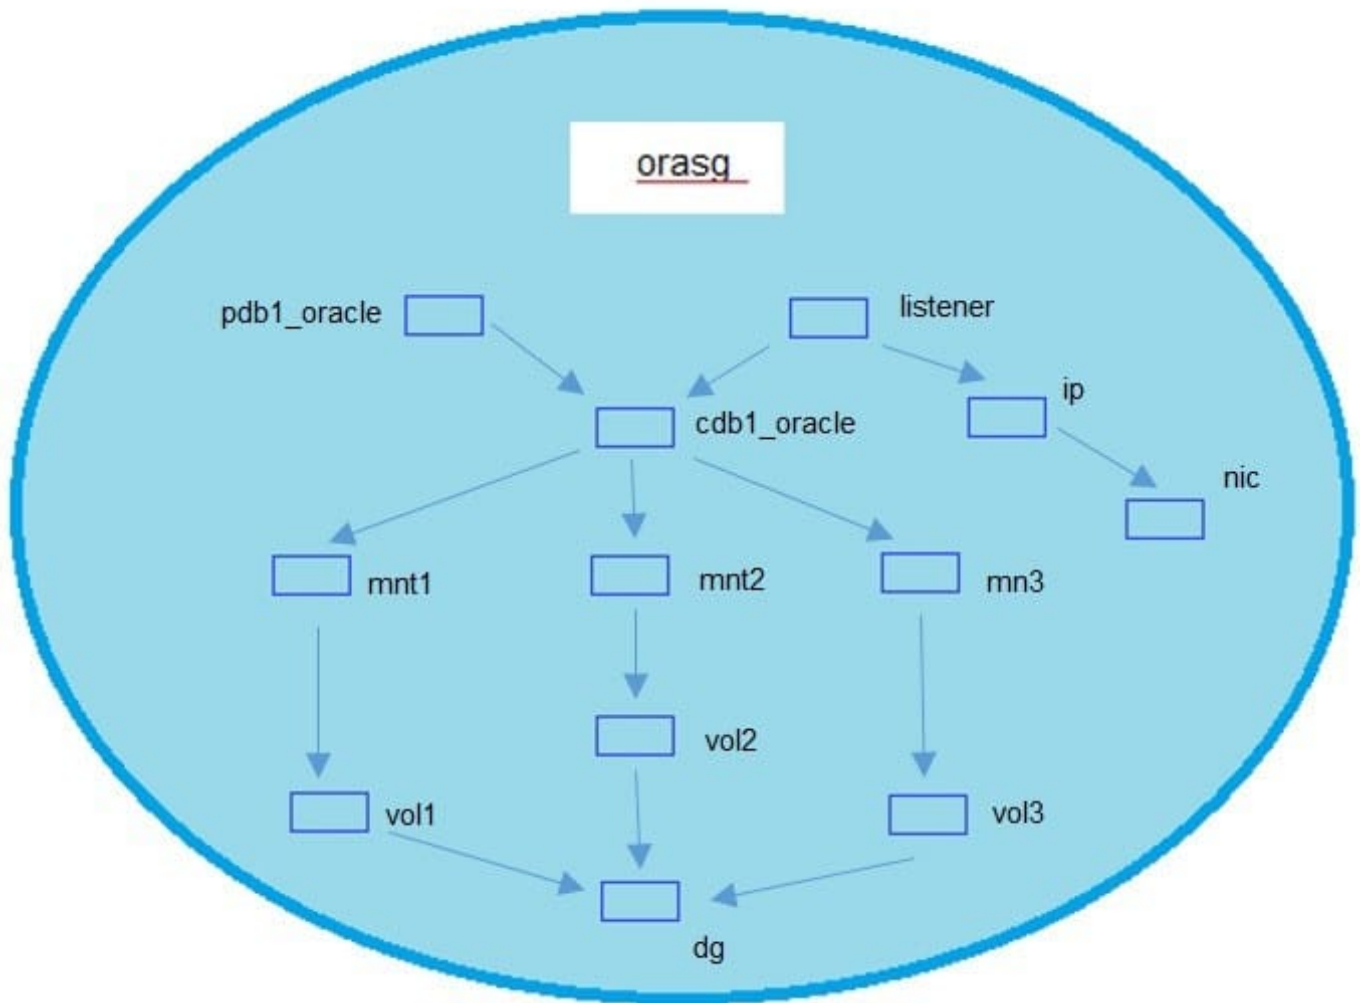 orasg
pdb1_oracle
listener
ip
cdb1_oracle
nic
mnt1
mnt2
mn3
vol2
vol1
vol3
dg